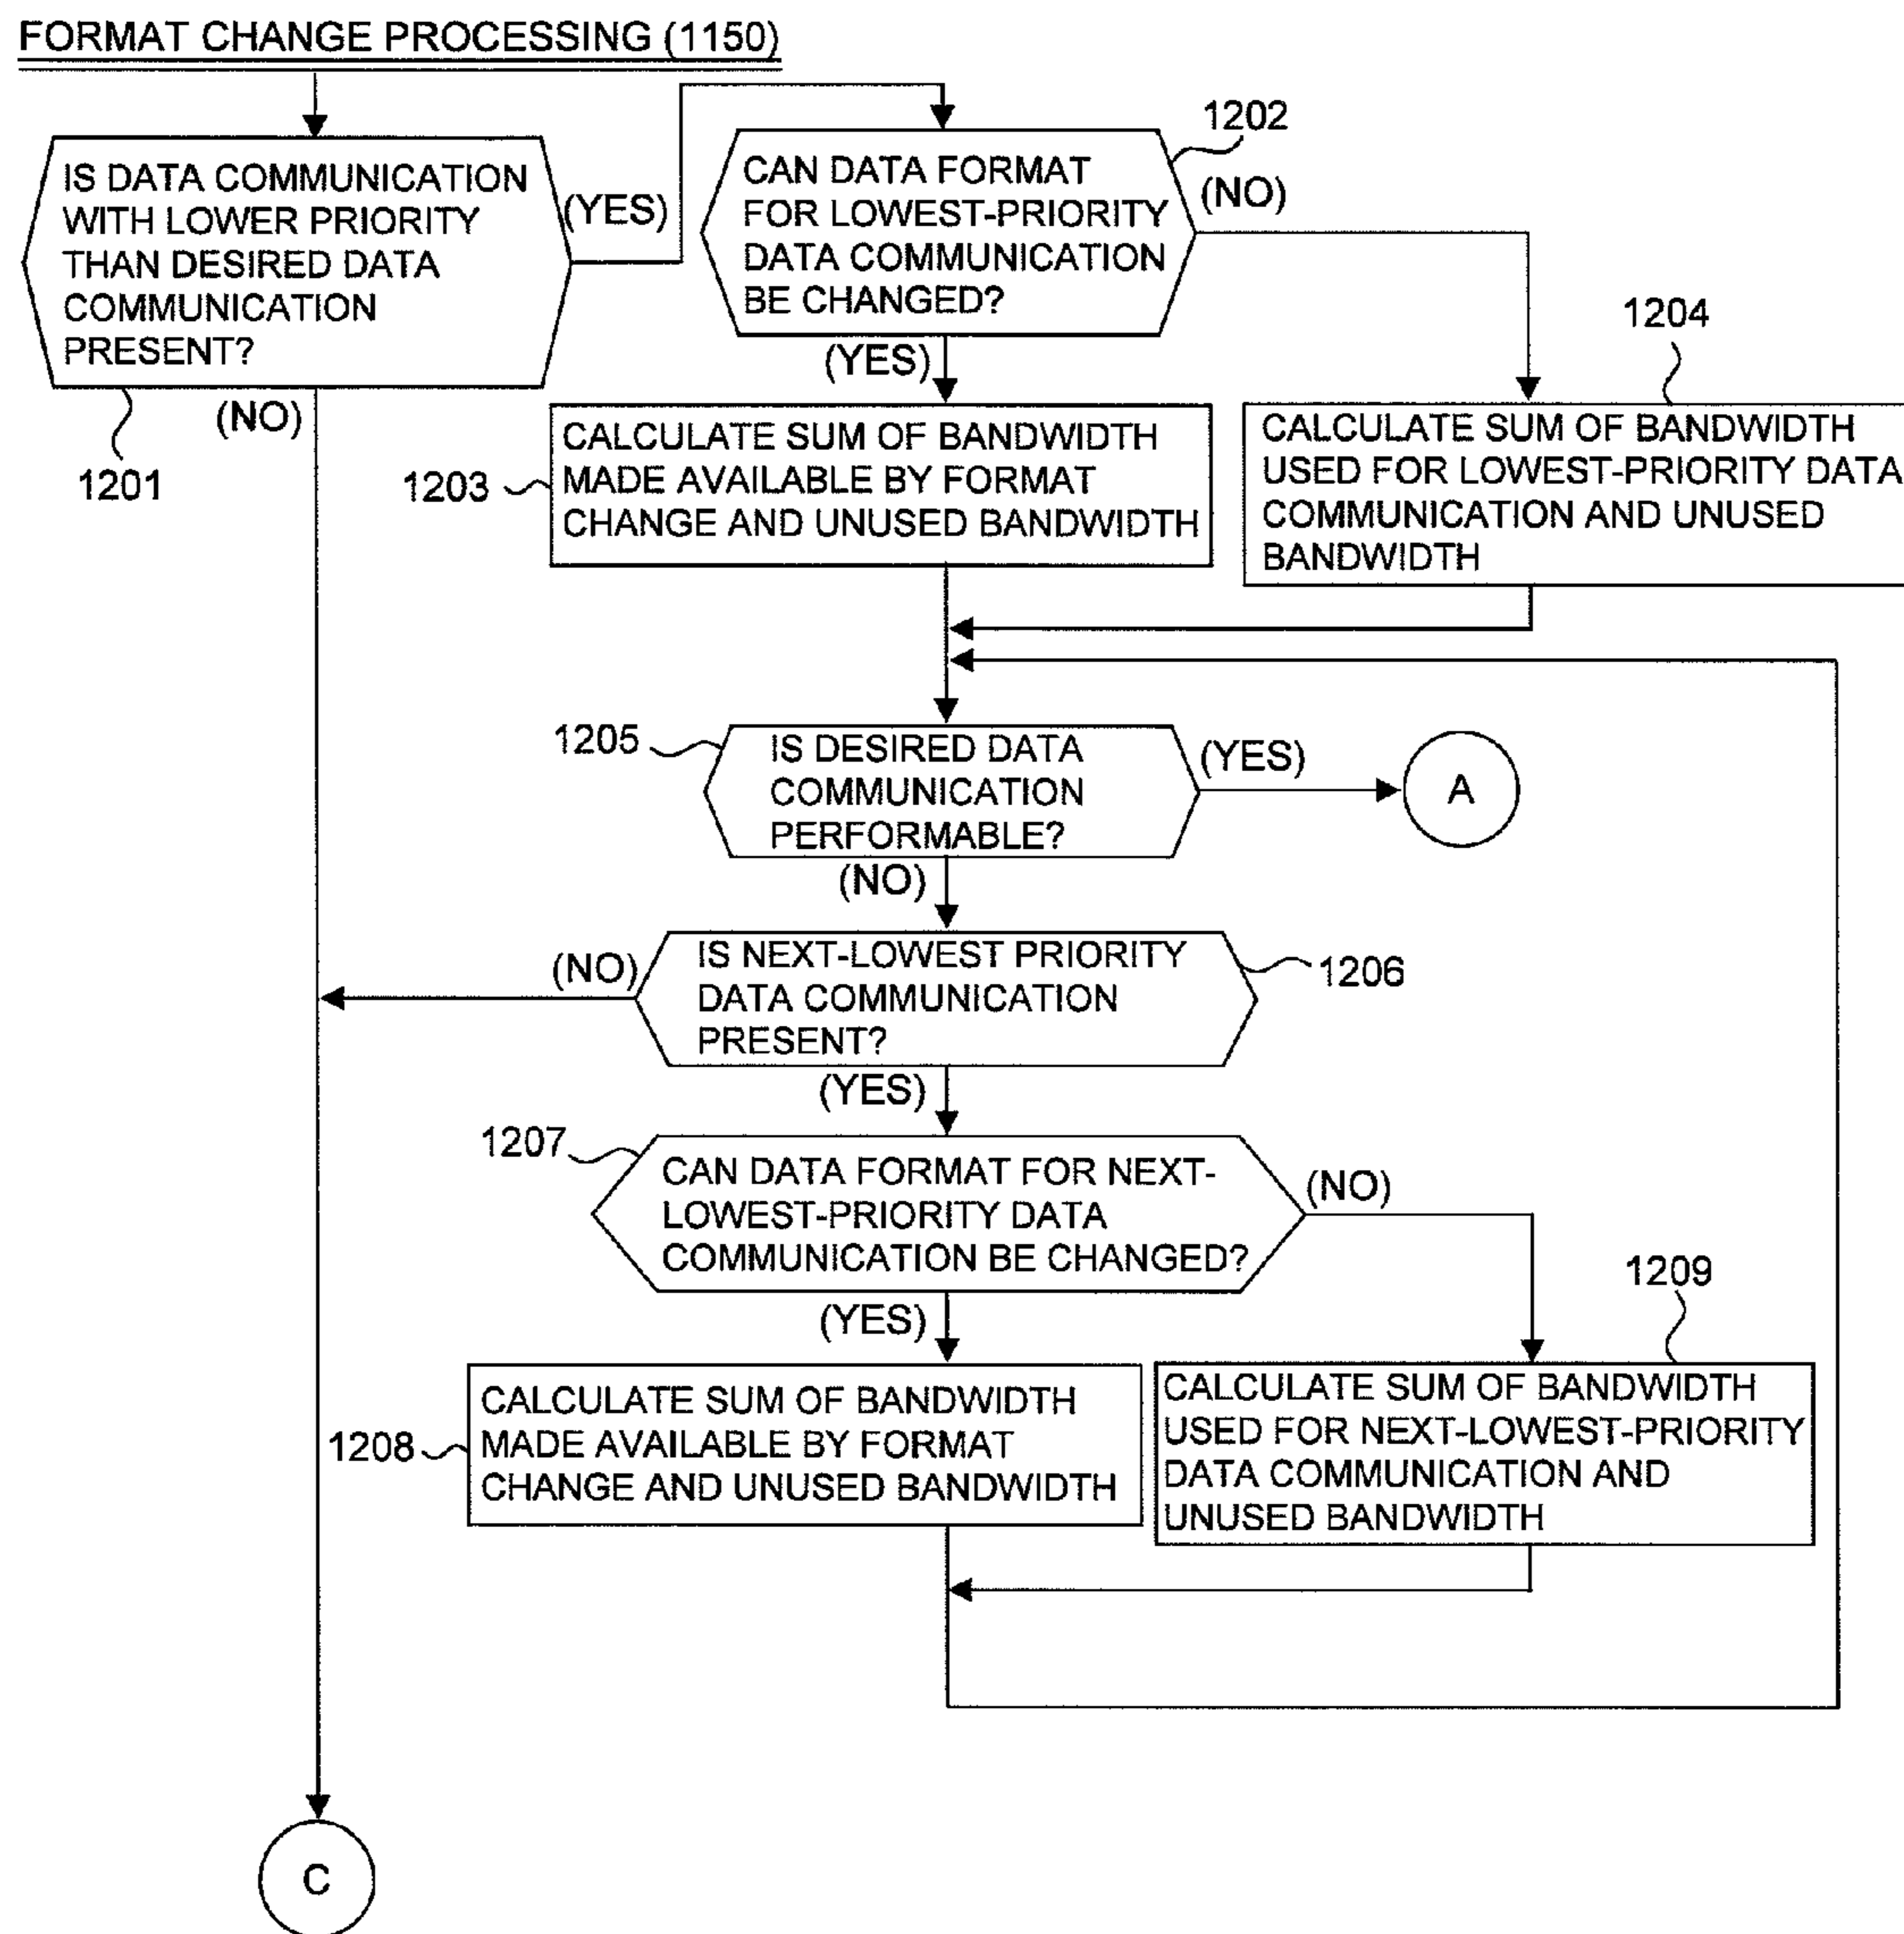 FORMAT CHANGE PROCESSING (1150)
IS DATA COMMUNICATION
WITH LOWER PRIORITY
THAN DESIRED DATA
COMMUNICATION
PRESENT?
(YES)
(NO)
1201
1202
CAN DATA FORMAT
FOR LOWEST-PRIORITY
DATA COMMUNICATION
BE CHANGED?
(NO)
(YES)
1203
CALCULATE SUM OF BANDWIDTH
MADE AVAILABLE BY FORMAT
CHANGE AND UNUSED BANDWIDTH
1204
CALCULATE SUM OF BANDWIDTH
USED FOR LOWEST-PRIORITY DATA
COMMUNICATION AND UNUSED
BANDWIDTH
1205
IS DESIRED DATA
COMMUNICATION
PERFORMABLE?
(YES)
A
(NO)
IS NEXT-LOWEST PRIORITY
DATA COMMUNICATION
PRESENT?
(NO)
1206
(YES)
1207
CAN DATA FORMAT FOR NEXT-
LOWEST-PRIORITY DATA
COMMUNICATION BE CHANGED?
(NO)
(YES)
1208
CALCULATE SUM OF BANDWIDTH
MADE AVAILABLE BY FORMAT
CHANGE AND UNUSED BANDWIDTH
1209
CALCULATE SUM OF BANDWIDTH
USED FOR NEXT-LOWEST-PRIORITY
DATA COMMUNICATION AND
UNUSED BANDWIDTH
C